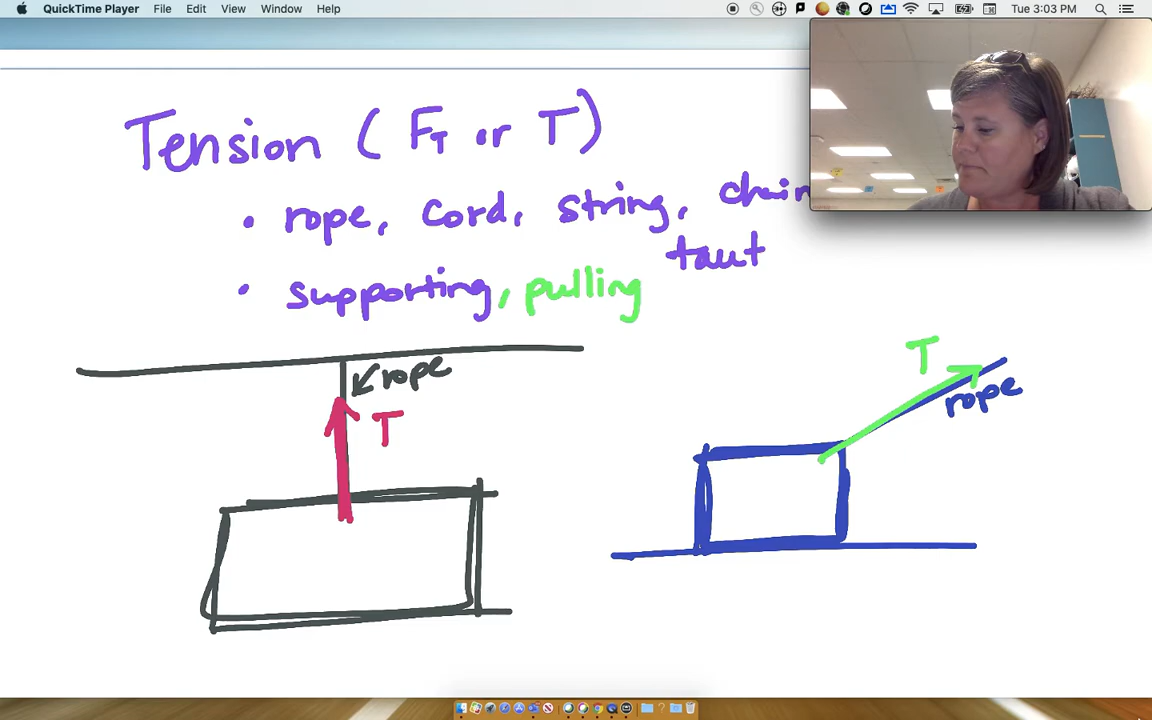 QuickTime Player File Edit View Window Help Tue 3:03 PM
Tension (FT or T)
• rope, cord, string, chain
taut
• supporting, pulling
rope
T
T
rope